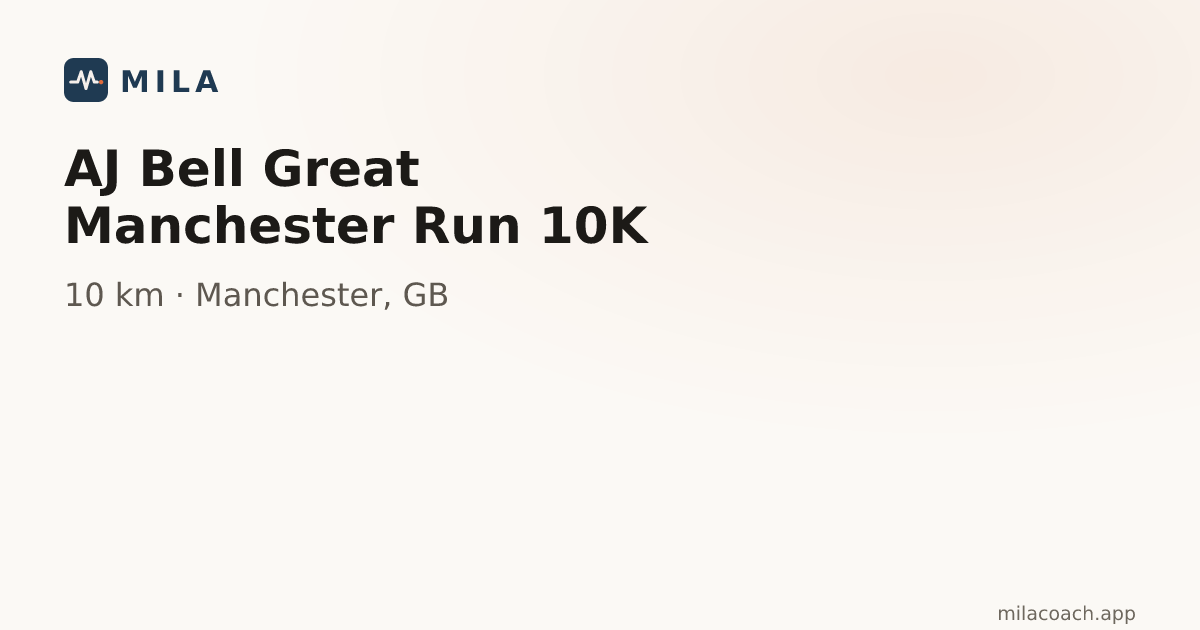 MILA
AJ Bell Great
Manchester Run 10K
10 km · Manchester, GB
milacoach.app